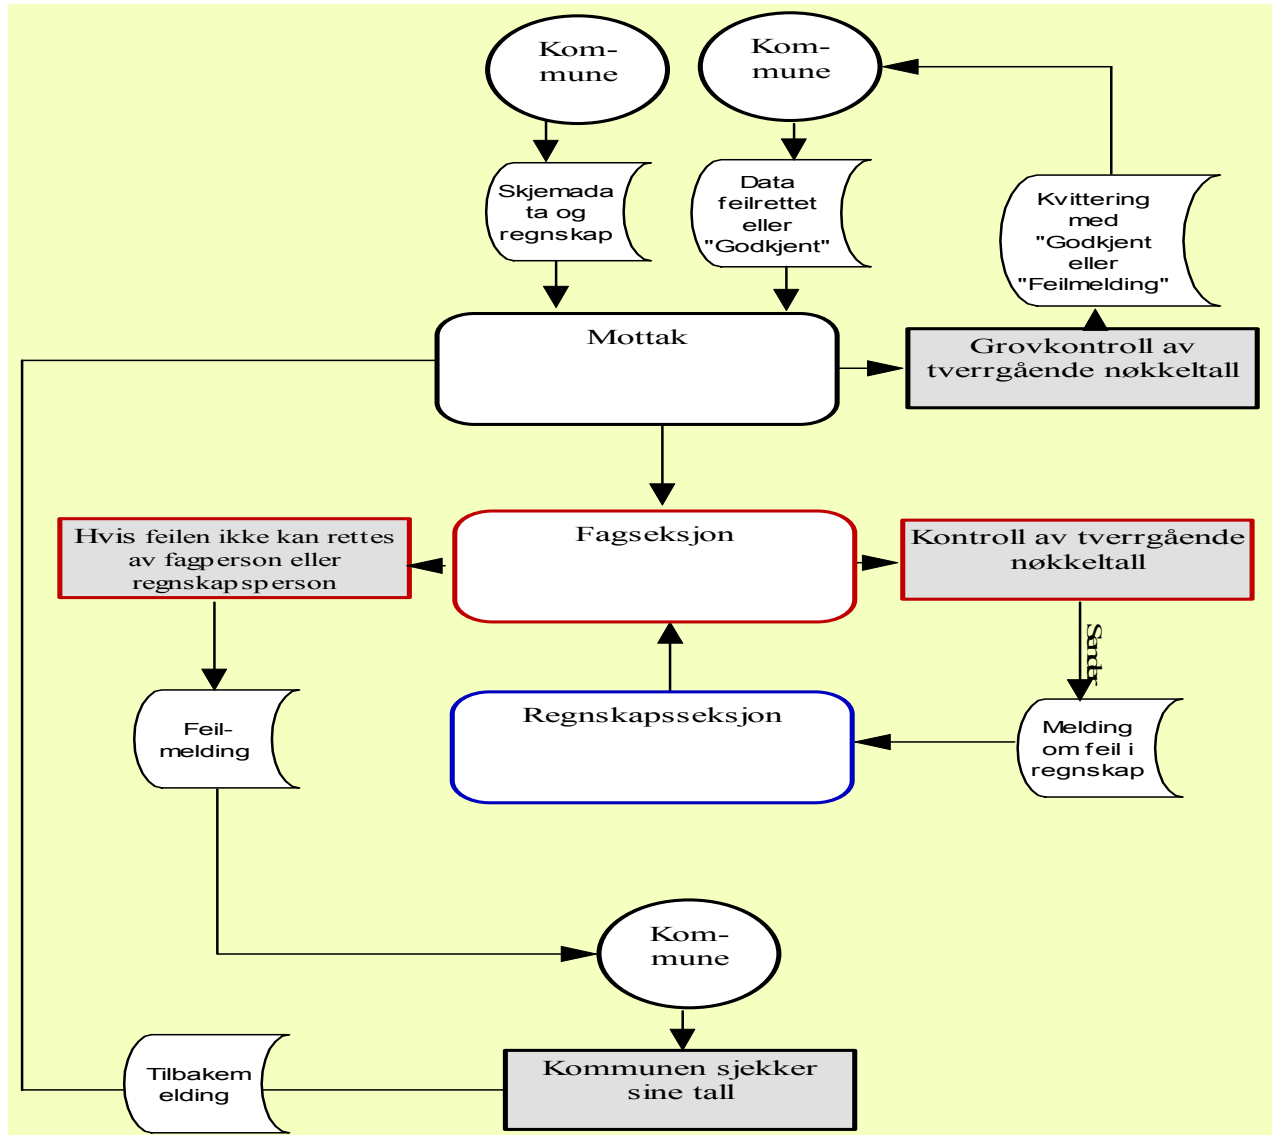 Kom-
mune
Kom-
mune
Skjemada
ta og
regnskap
Data
feilrettet
eller
"Godkjent"
Kvittering
med
"Godkjent
eller
"Feilmelding"
Mottak
Grovkontroll av
tverrgående nøkkeltall
Hvis feilen ikke kan rettes
av fagperson eller
regnskapsperson
Fagseksjon
Kontroll av tverrgående
nøkkeltall
Sander
Feil-
melding
Regnskapsseksjon
Melding
om feil i
regnskap
Kom-
mune
Kommunen sjekker
sine tall
Tilbakem
elding